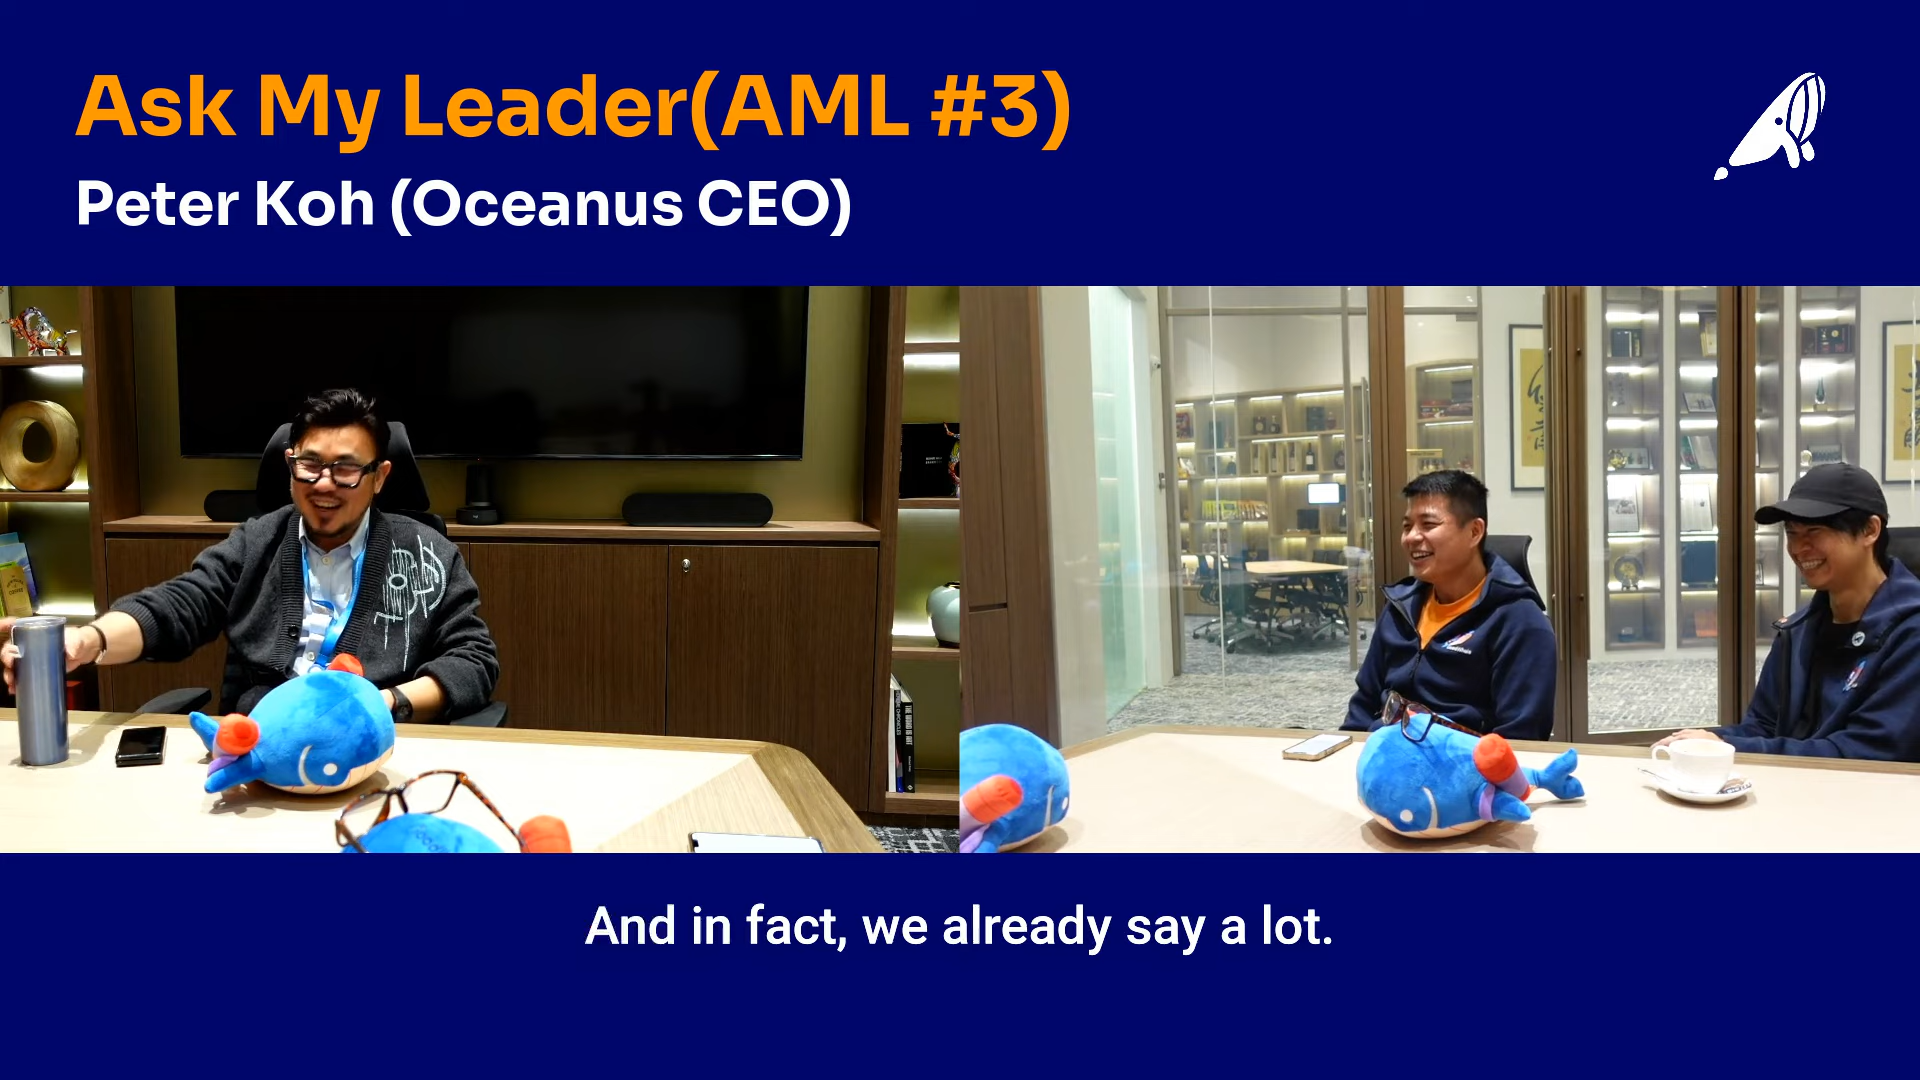 Ask My Leader(AML #3)
Peter Koh (Oceanus CEO)
And in fact, we already say a lot.